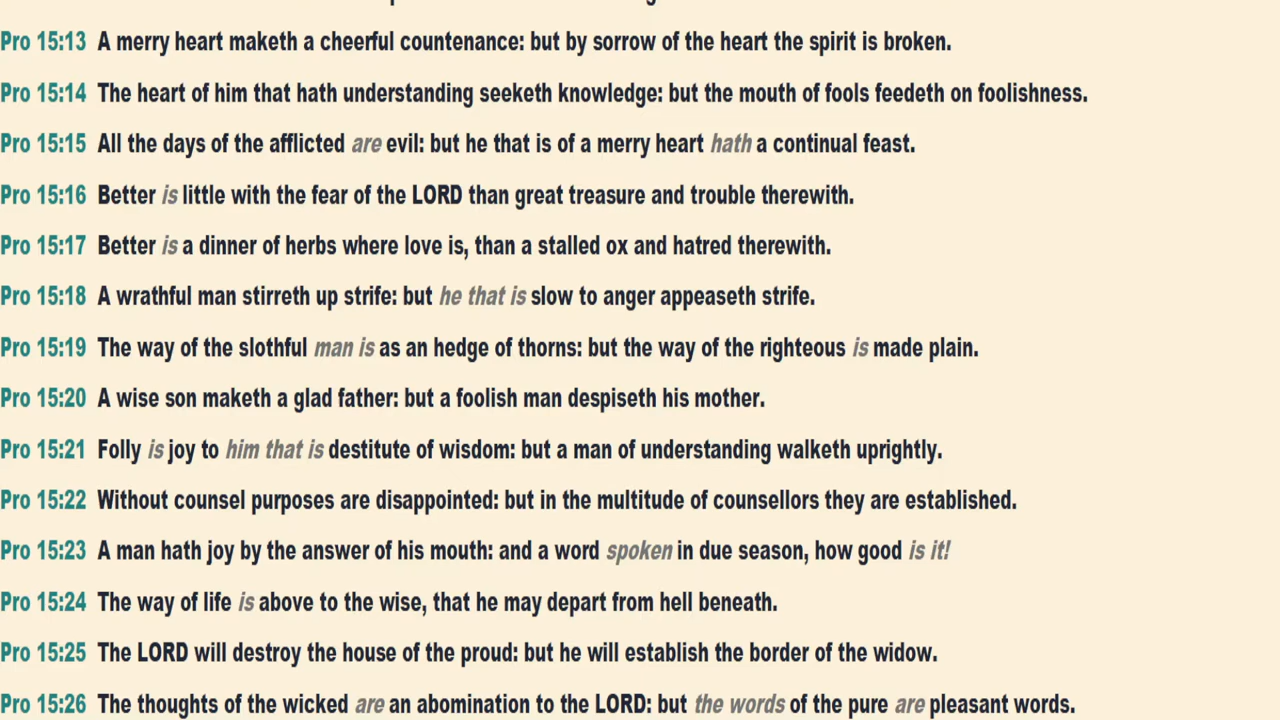 Pro 15:13 A merry heart maketh a cheerful countenance: but by sorrow of the heart the spirit is broken.
Pro 15:14 The heart of him that hath understanding seeketh knowledge: but the mouth of fools feedeth on foolishness.
Pro 15:15 All the days of the afflicted are evil: but he that is of a merry heart hath a continual feast.
Pro 15:16 Better is little with the fear of the LORD than great treasure and trouble therewith.
Pro 15:17 Better is a dinner of herbs where love is, than a stalled ox and hatred therewith.
Pro 15:18 A wrathful man stirreth up strife: but he that is slow to anger appeaseth strife.
Pro 15:19 The way of the slothful man is as an hedge of thorns: but the way of the righteous is made plain.
Pro 15:20 A wise son maketh a glad father: but a foolish man despiseth his mother.
Pro 15:21 Folly is joy to him that is destitute of wisdom: but a man of understanding walketh uprightly.
Pro 15:22 Without counsel purposes are disappointed: but in the multitude of counsellors they are established.
Pro 15:23 A man hath joy by the answer of his mouth: and a word spoken in due season, how good is it!
Pro 15:24 The way of life is above to the wise, that he may depart from hell beneath.
Pro 15:25 The LORD will destroy the house of the proud: but he will establish the border of the widow.
Pro 15:26 The thoughts of the wicked are an abomination to the LORD: but the words of the pure are pleasant words.